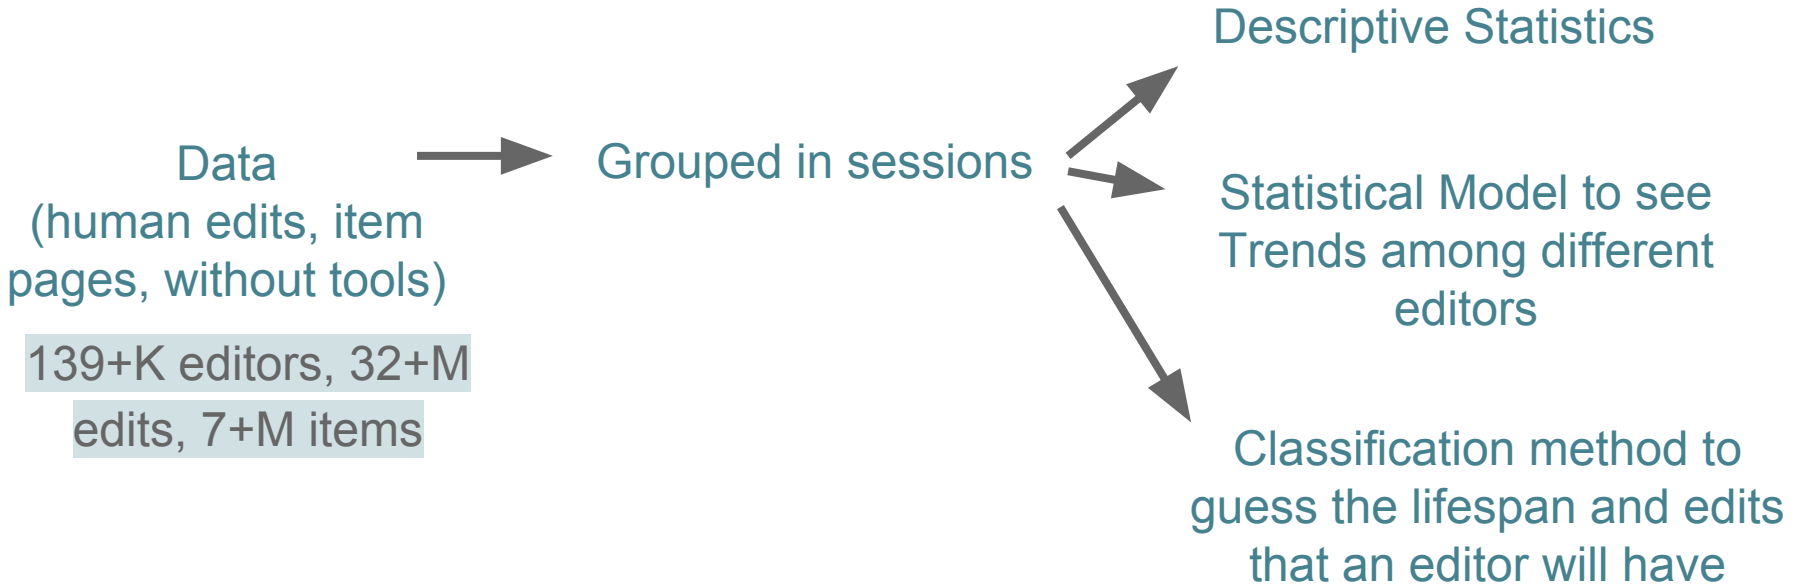 Data
(human edits, item
pages, without tools)
139+K editors, 32+M
edits, 7+M items
Grouped in sessions
Descriptive Statistics
Statistical Model to see
Trends among different
editors
Classification method to
guess the lifespan and edits
that an editor will have